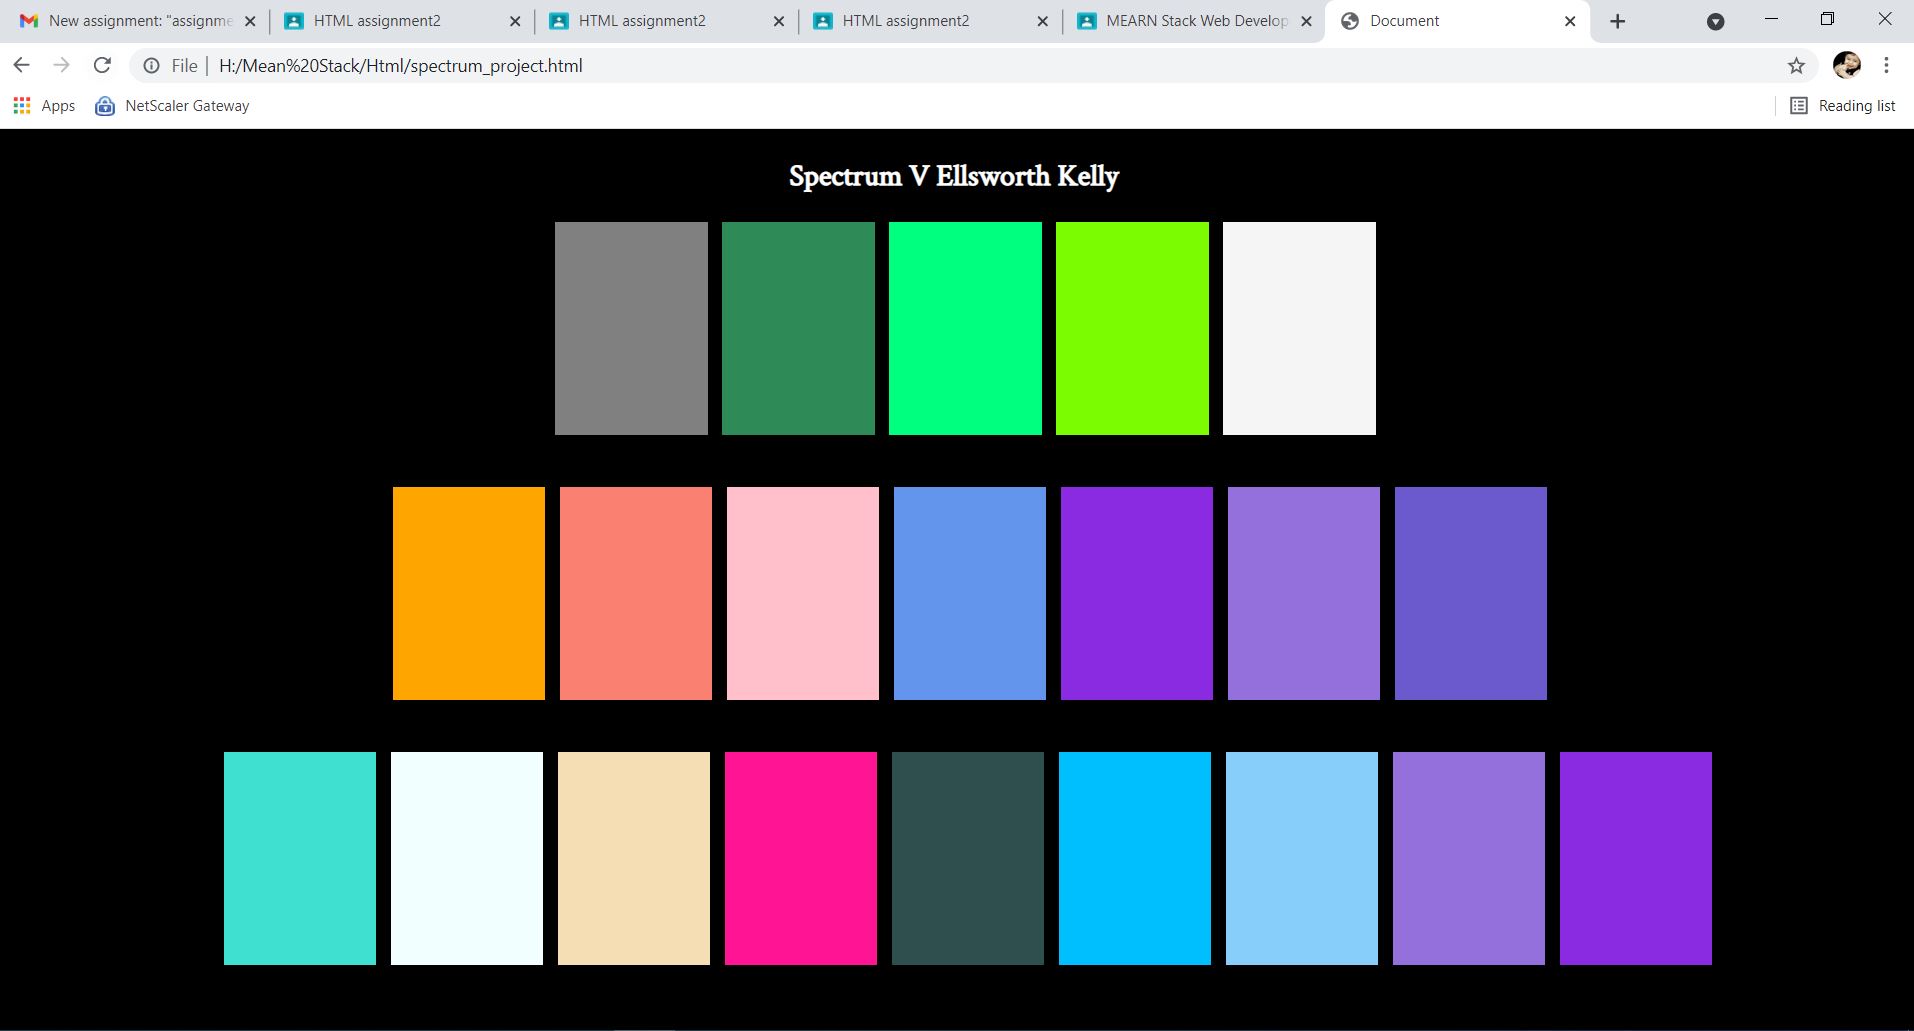 New assignment: "assignme
HTML assignment2
HTML assignment2
HTML assignment2
MEARN Stack Web Develop
Document
File | H:/Mean%20Stack/Html/spectrum_project.html
Apps
NetScaler Gateway
Reading list
Spectrum V Ellsworth Kelly